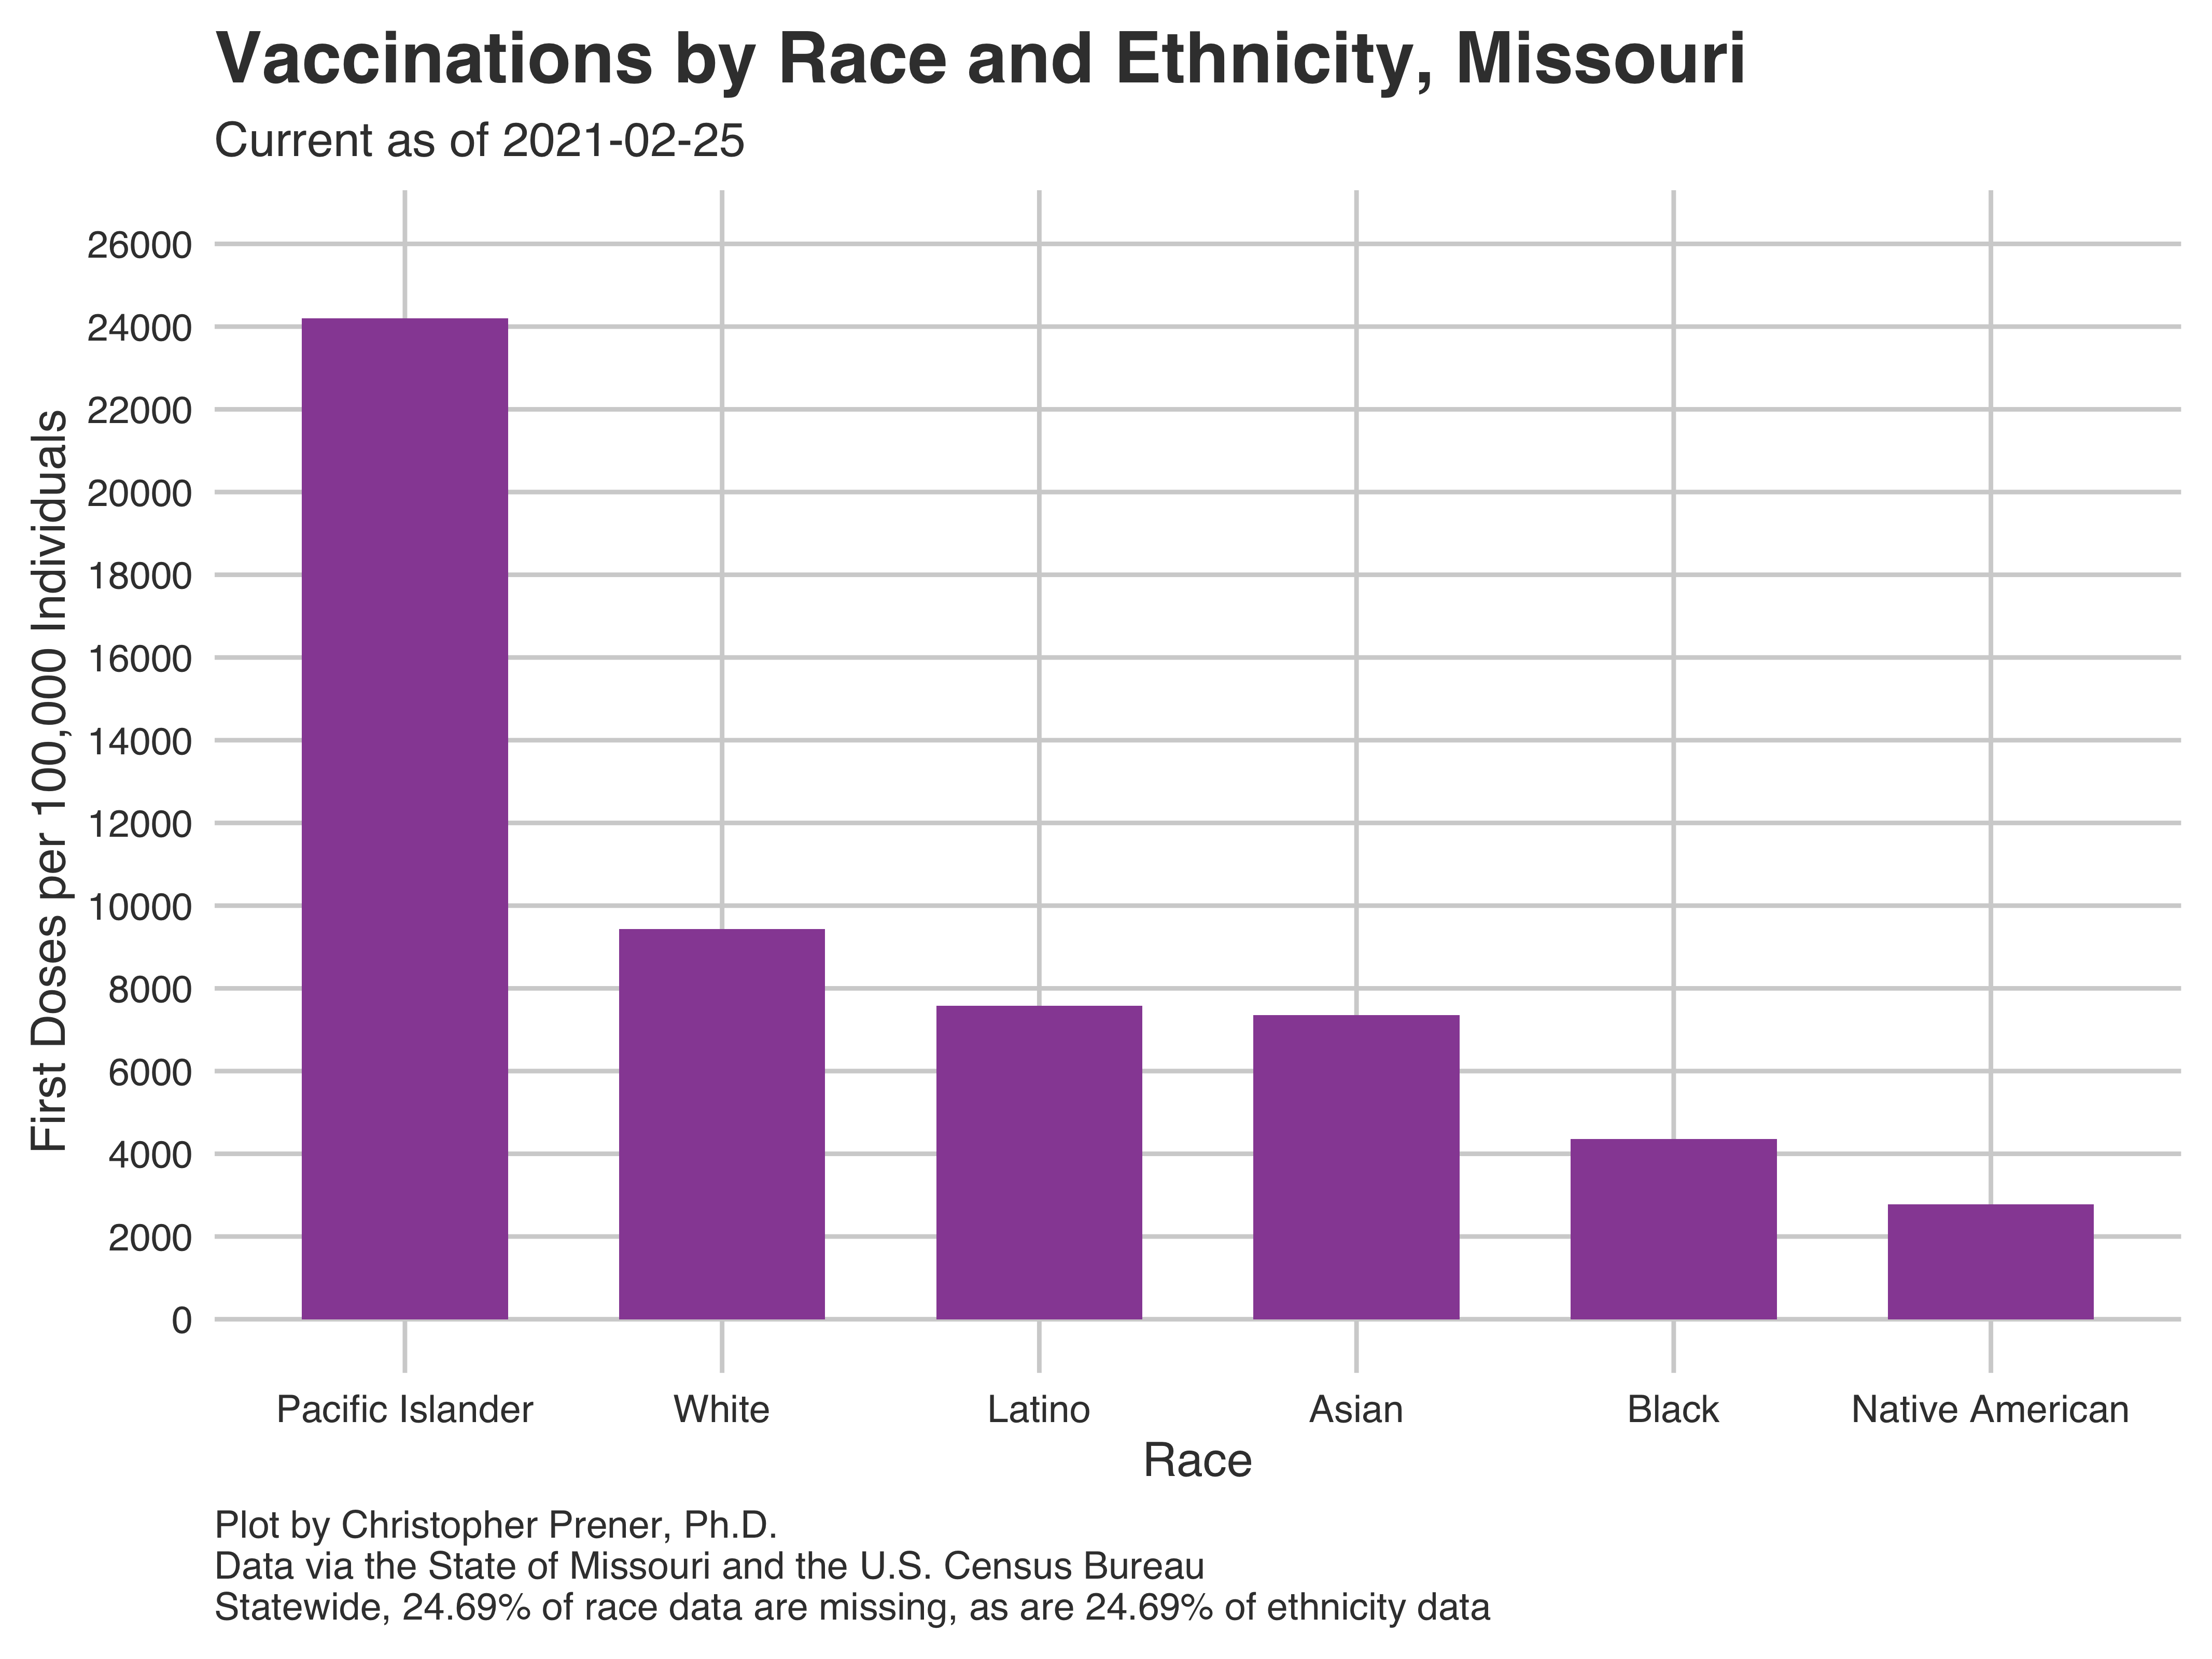 Vaccinations by Race and Ethnicity, Missouri
Current as of 2021-02-25
First Doses per 100,000 Individuals
26000
24000
22000
20000
18000
16000
14000
12000
10000
8000
6000
4000
2000
0
Pacific Islander White Latino Asian Black Native American
Race
Plot by Christopher Prener, Ph.D.
Data via the State of Missouri and the U.S. Census Bureau
Statewide, 24.69% of race data are missing, as are 24.69% of ethnicity data